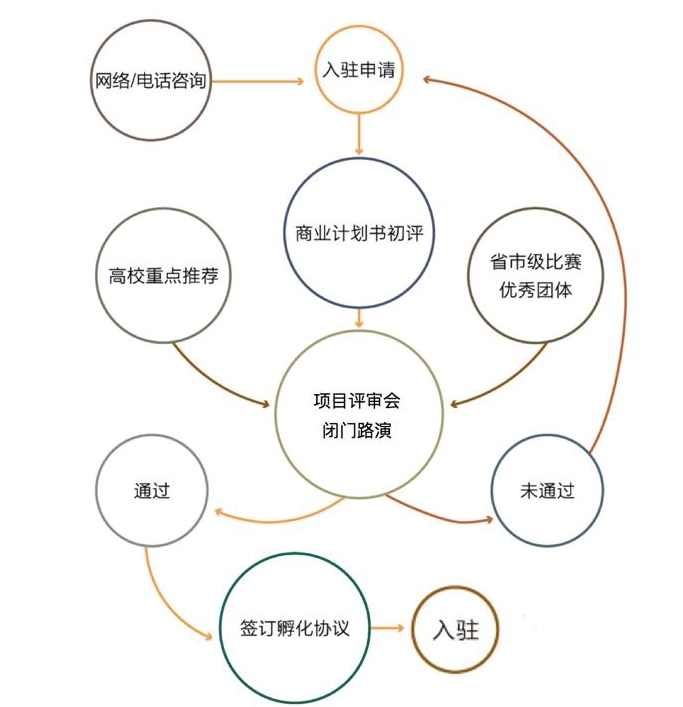 网络/电话咨询
入驻申请
商业计划书初评
高校重点推荐
省市级比赛
优秀团体
项目评审会
闭门路演
通过
未通过
签订孵化协议
入驻